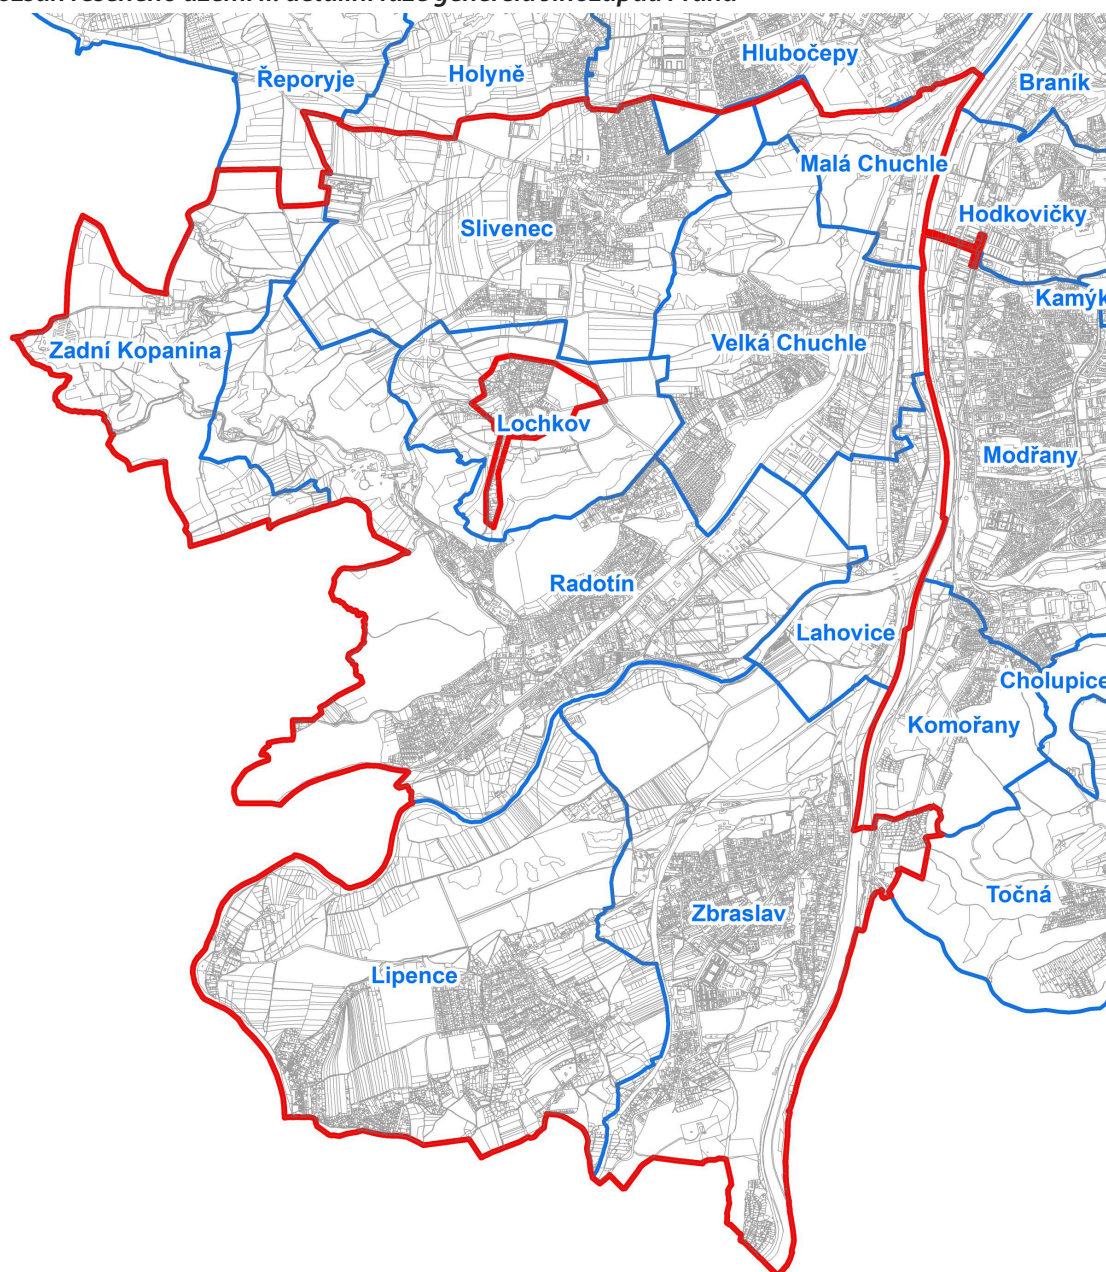 Hlubočepy
Řeporyje
Holyně
Braník
Malá Chuchle
Slivenec
Hodkovičky
Kamýk
Zadní Kopanina
Velká Chuchle
Lochkov
Modřany
Radotín
Lahovice
Cholupice
Komořany
Točná
Zbraslav
Lipence